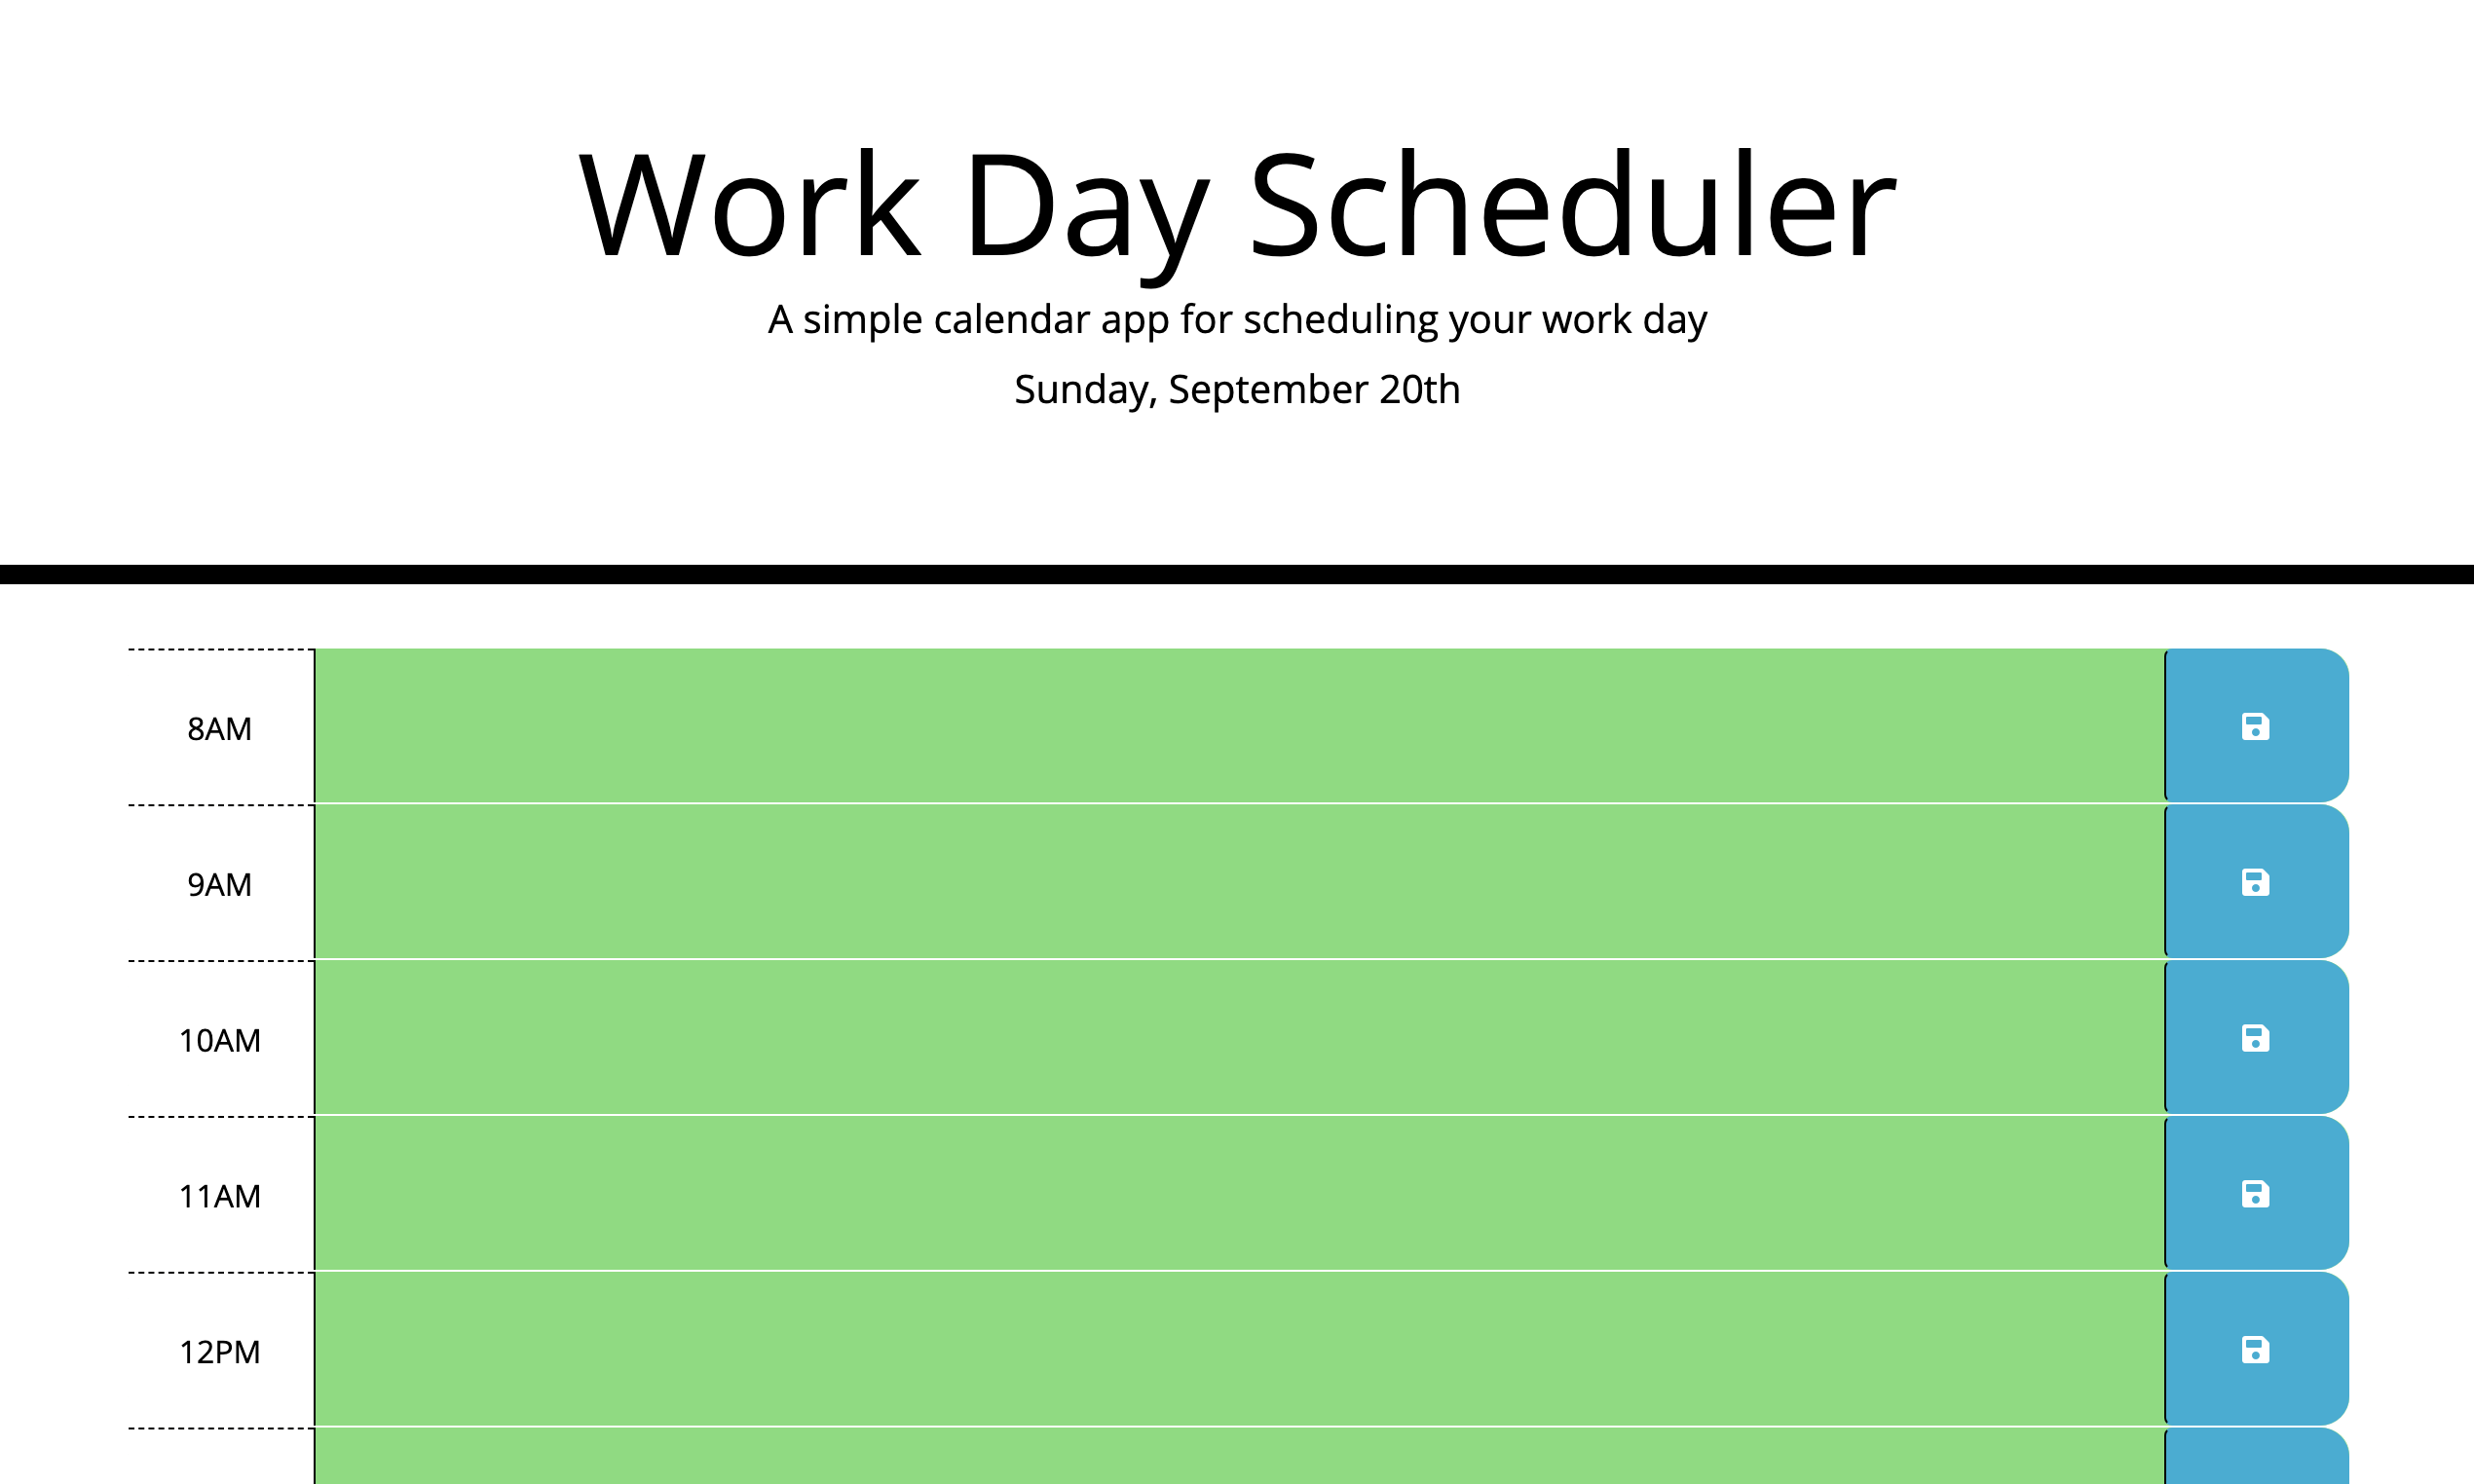 Work Day Scheduler
A simple calendar app for scheduling your work day
Sunday, September 20th
8AM
9AM
10AM
11AM
12PM